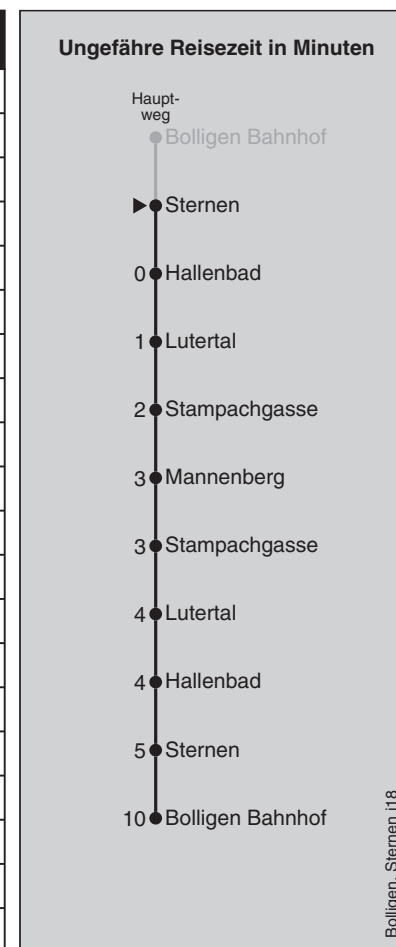 Ungefähre Reisezeit in Minuten
Haupt-
weg
Bolligen Bahnhof
Sternen
0 Hallenbad
1 Lutertal
2 Stampachgasse
3 Mannenberg
3 Stampachgasse
4 Lutertal
4 Hallenbad
5 Sternen
10 Bolligen Bahnhof
Bolligen, Sternen i18